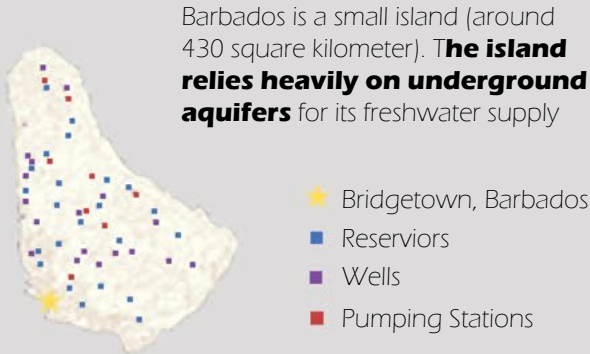 Barbados is a small island (around
430 square kilometer). The island
relies heavily on underground
aquifers for its freshwater supply
Bridgetown, Barbados
Reserviors
Wells
Pumping Stations